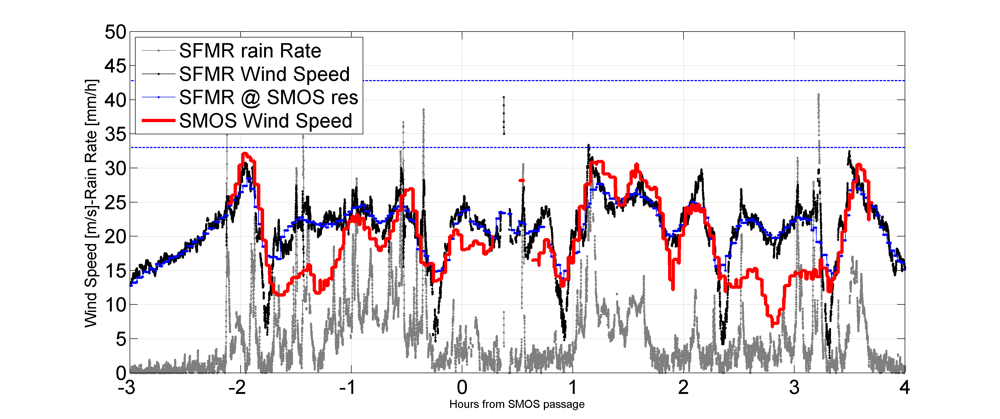 50
45
40
35
30
25
20
15
10
5
0
Wind Speed [m/s]-Rain Rate [mm/h]
SFMR rain Rate
SFMR Wind Speed
SFMR @ SMOS res
SMOS Wind Speed
-3 -2 -1 0 1 2 3 4
Hours from SMOS passage